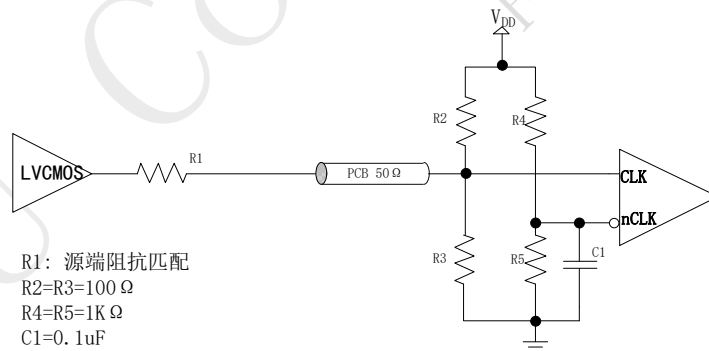 V_DD
R2
R4
R1
LVCMOS
PCB 50Ω
CLK
nCLK
R3
R5
C1
R1: 源端阻抗匹配
R2=R3=100Ω
R4=R5=1KΩ
C1=0.1uF